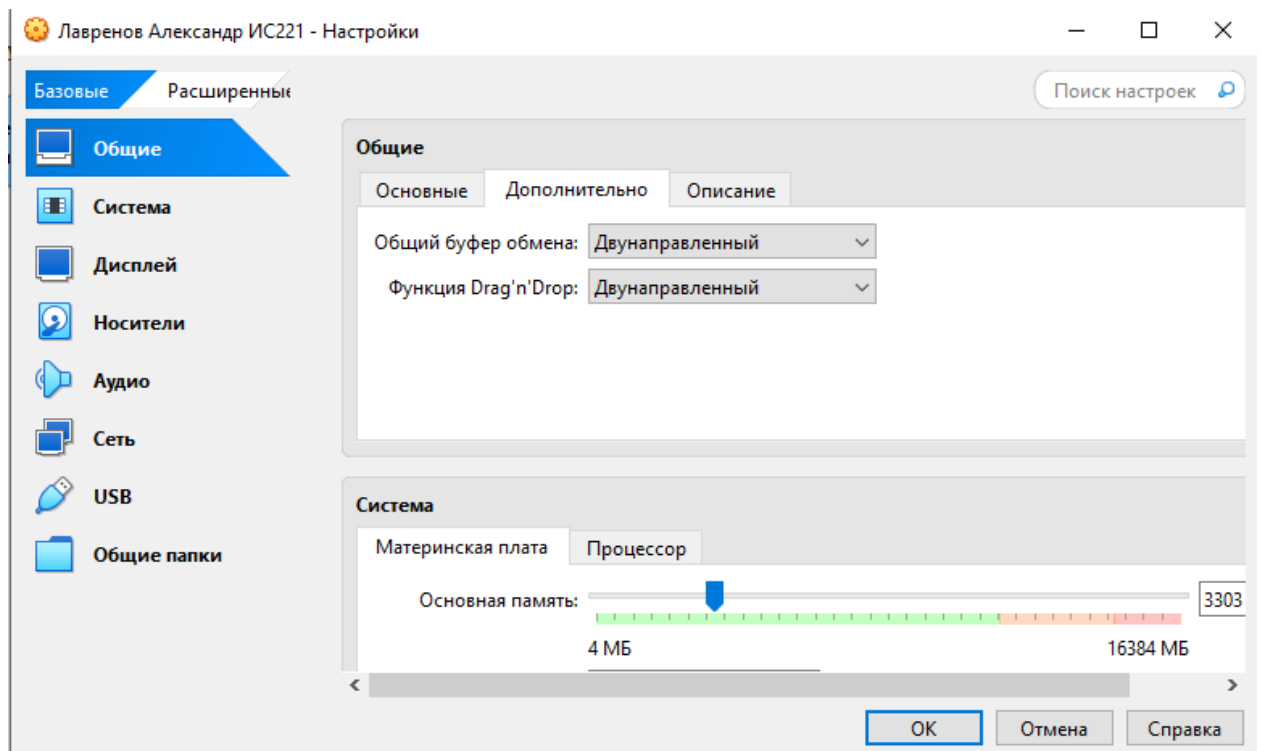 Лавренов Александр ИС221 - Настройки
Базовые
Расширенные
Поиск настроек
Общие
Система
Дисплей
Носители
Аудио
Сеть
USB
Общие папки
Общие
Основные
Дополнительно
Описание
Общий буфер обмена: Двунаправленный
Функция Drag'n'Drop: Двунаправленный
Система
Материнская плата
Процессор
Основная память: 3303
4 МБ
16384 МБ
OK
Отмена
Справка